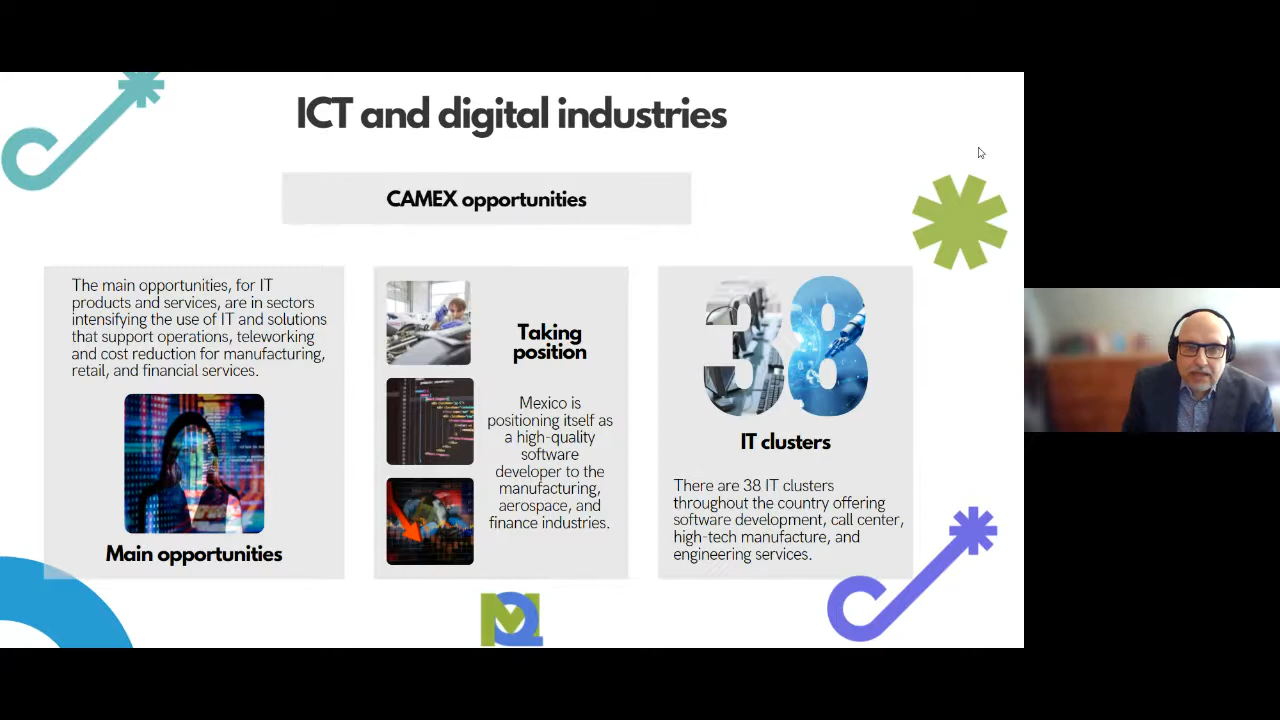 ICT and digital industries
CAMEX opportunities
The main opportunities, for IT
products and services, are in sectors
intensifying the use of IT and solutions
that support operations, teleworking
and cost reduction for manufacturing,
retail, and financial services.
Main opportunities
Taking
position
Mexico is
positioning itself as
a high-quality
software
developer to the
manufacturing,
aerospace, and
finance industries.
38
IT clusters
There are 38 IT clusters
throughout the country offering
software development, call center,
high-tech manufacture, and
engineering services.
MQ